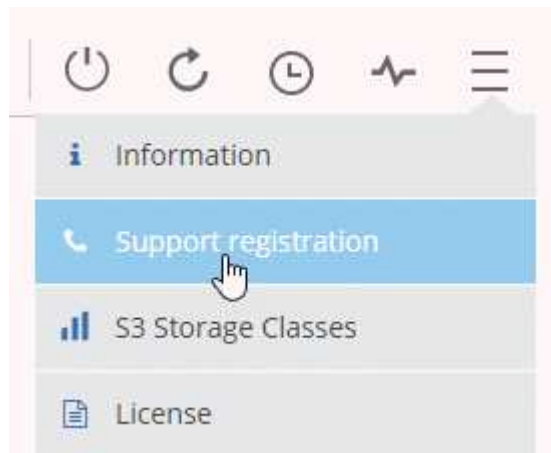 Information
Support registration
S3 Storage Classes
License